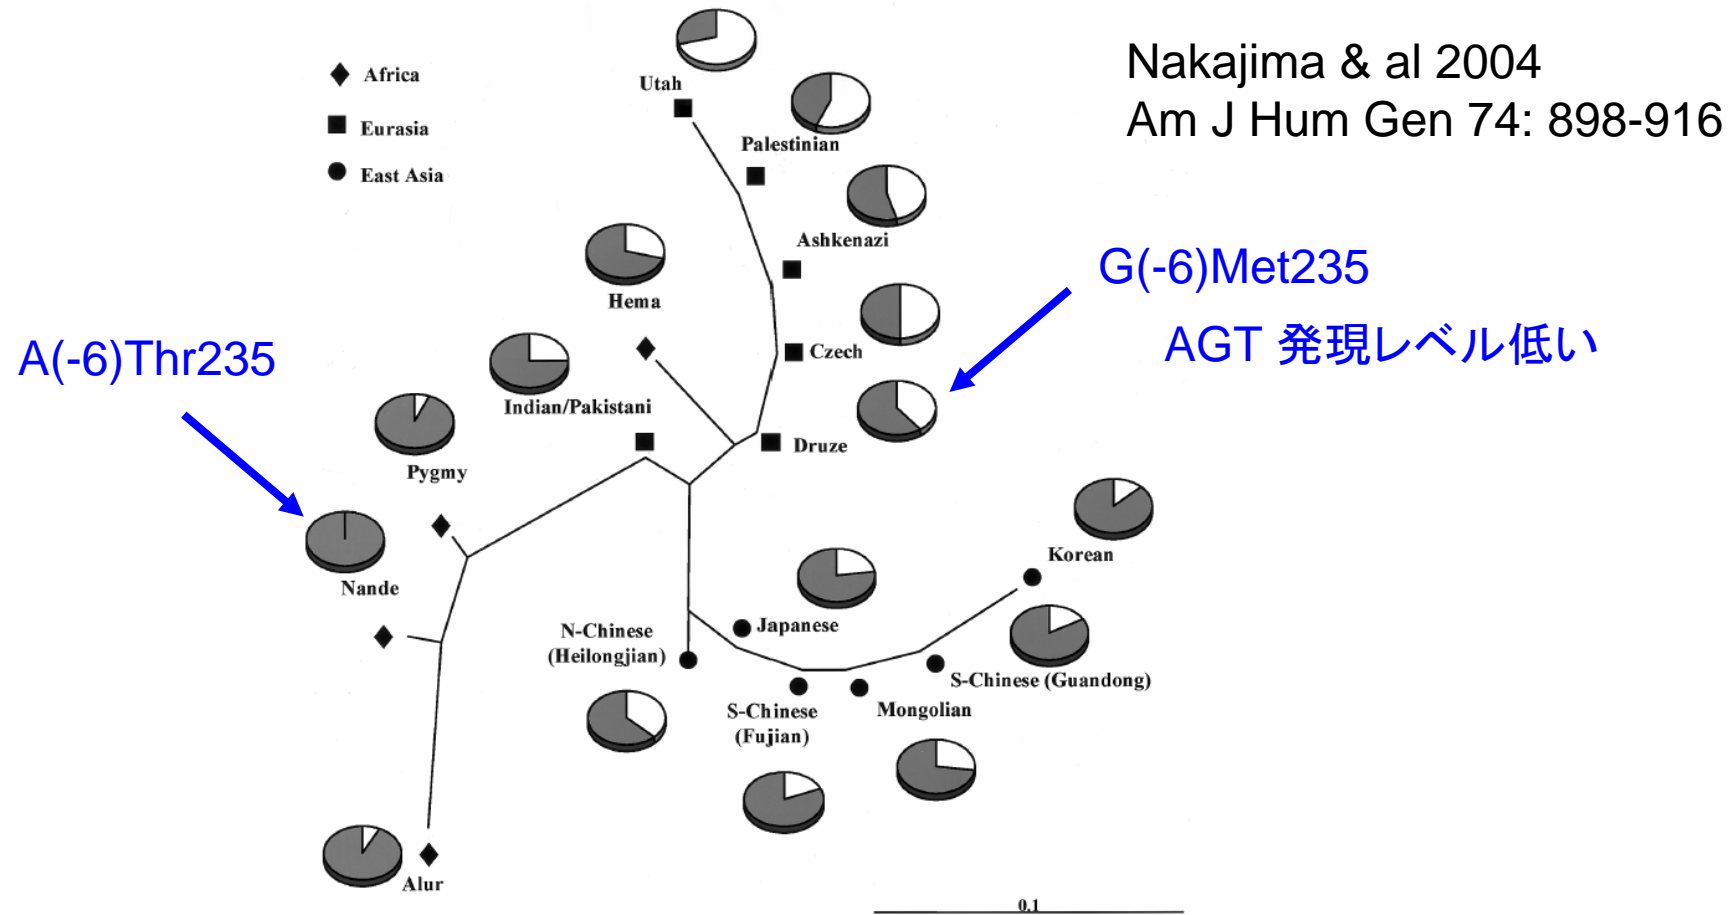 Nakajima & al 2004
Am J Hum Gen 74: 898-916
Africa
Eurasia
East Asia
Utah
Palestinian
Ashkenazi
Hema
G(-6)Met235
AGT 発現レベル低い
A(-6)Thr235
Czech
Indian/Pakistani
Druze
Pygmy
Korean
Nande
Japanese
N-Chinese
(Heilongjian)
S-Chinese (Guandong)
S-Chinese
(Fujian)
Mongolian
Alur
0.1